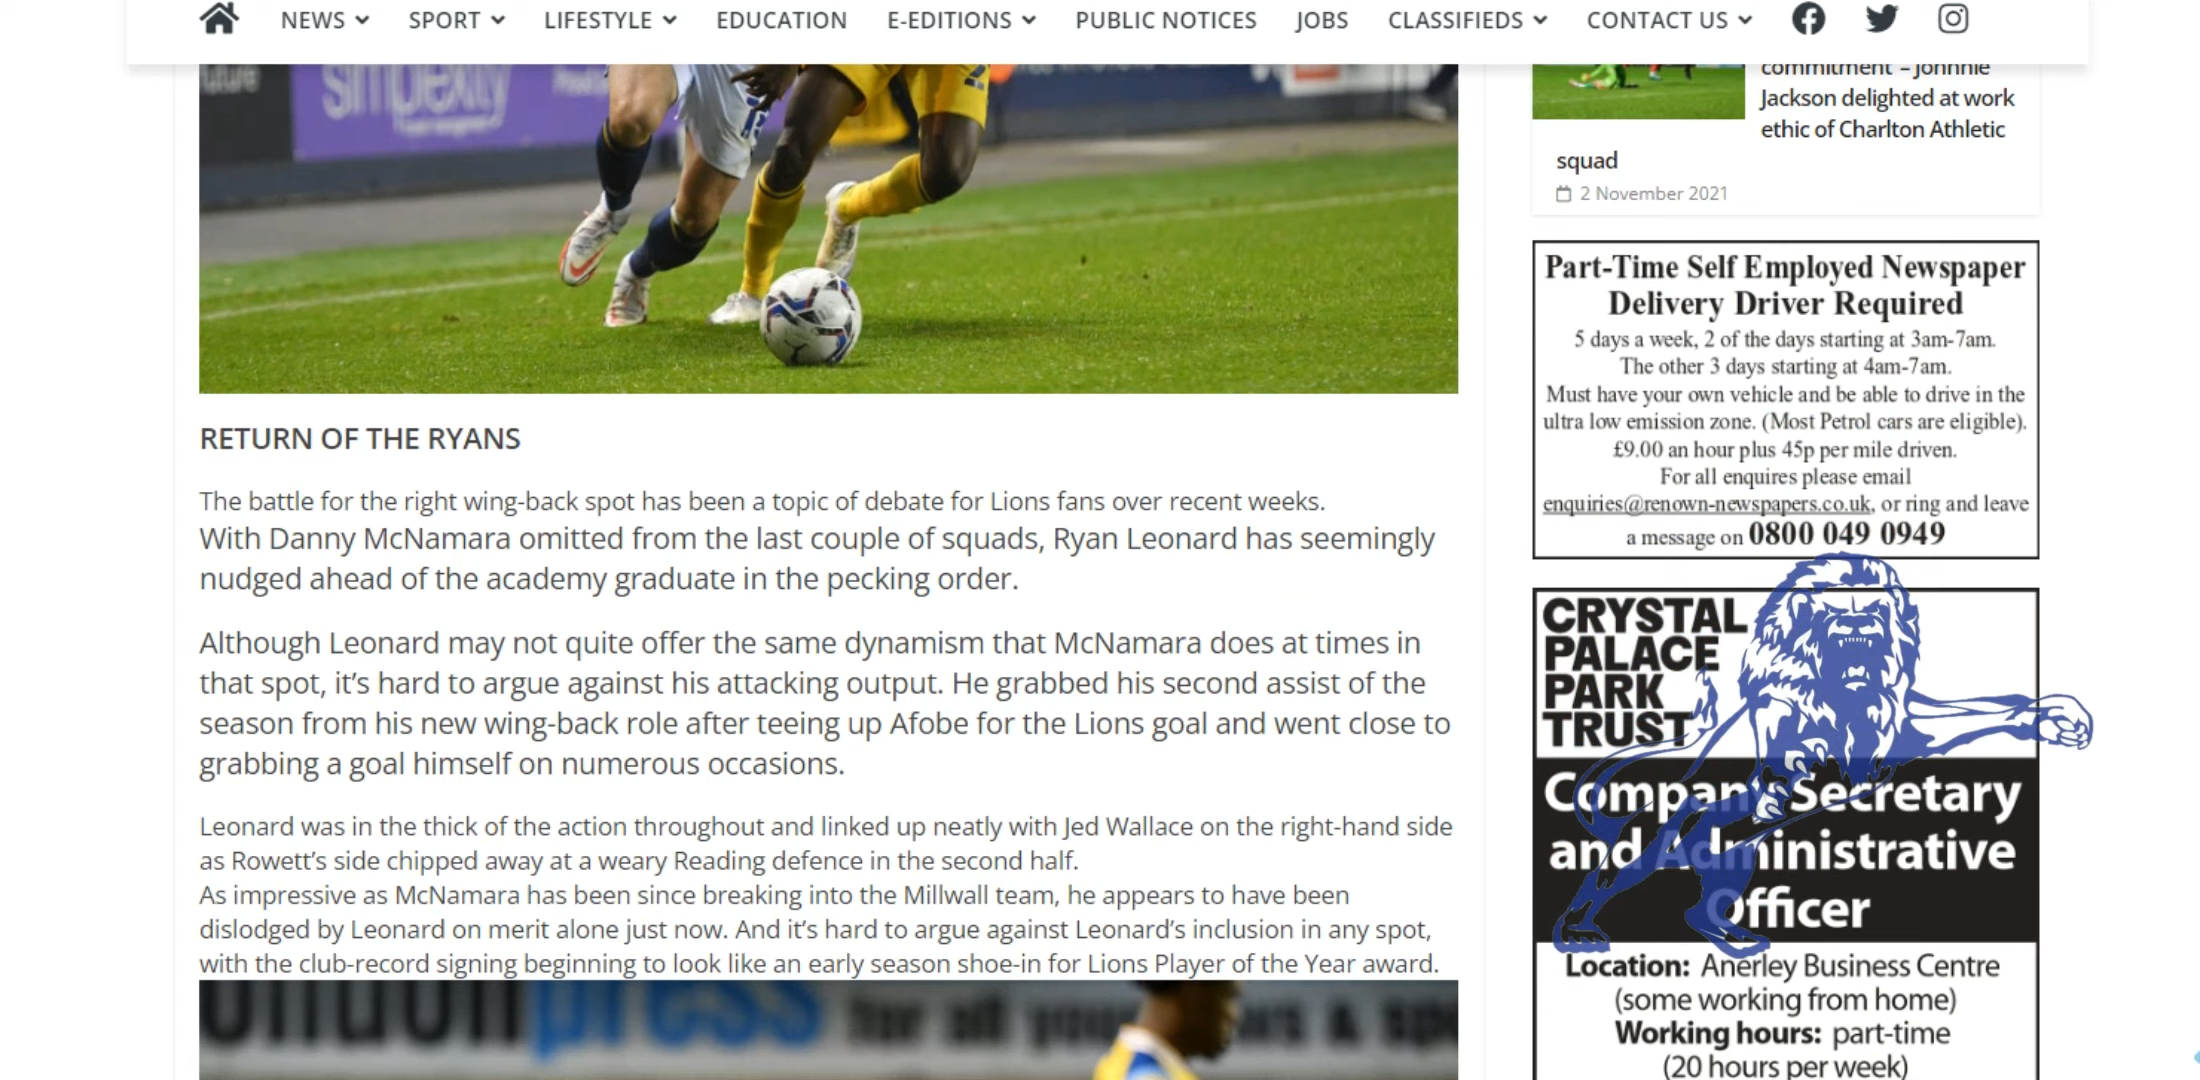 NEWS SPORT LIFESTYLE EDUCATION E-EDITIONS PUBLIC NOTICES JOBS CLASSIFIEDS CONTACT US
future
simplexity
RETURN OF THE RYANS
The battle for the right wing-back spot has been a topic of debate for Lions fans over recent weeks.
With Danny McNamara omitted from the last couple of squads, Ryan Leonard has seemingly
nudged ahead of the academy graduate in the pecking order.
Although Leonard may not quite offer the same dynamism that McNamara does at times in
that spot, it’s hard to argue against his attacking output. He grabbed his second assist of the
season from his new wing-back role after teeing up Afobe for the Lions goal and went close to
grabbing a goal himself on numerous occasions.
Leonard was in the thick of the action throughout and linked up neatly with Jed Wallace on the right-hand side
as Rowett’s side chipped away at a weary Reading defence in the second half.
As impressive as McNamara has been since breaking into the Millwall team, he appears to have been
dislodged by Leonard on merit alone just now. And it’s hard to argue against Leonard’s inclusion in any spot,
with the club-record signing beginning to look like an early season shoe-in for Lions Player of the Year award.
press for all your
commitment – Johnnie
Jackson delighted at work
ethic of Charlton Athletic
squad
2 November 2021
Part-Time Self Employed Newspaper
Delivery Driver Required
5 days a week, 2 of the days starting at 3am-7am.
The other 3 days starting at 4am-7am.
Must have your own vehicle and be able to drive in the
ultra low emission zone. (Most Petrol cars are eligible).
£9.00 an hour plus 45p per mile driven.
For all enquires please email
enquiries@renown-newspapers.co.uk, or ring and leave
a message on 0800 049 0949
CRYSTAL
PALACE
PARK
TRUST
Company Secretary
and Administrative
Officer
Location: Anerley Business Centre
(some working from home)
Working hours: part-time
(20 hours per week)